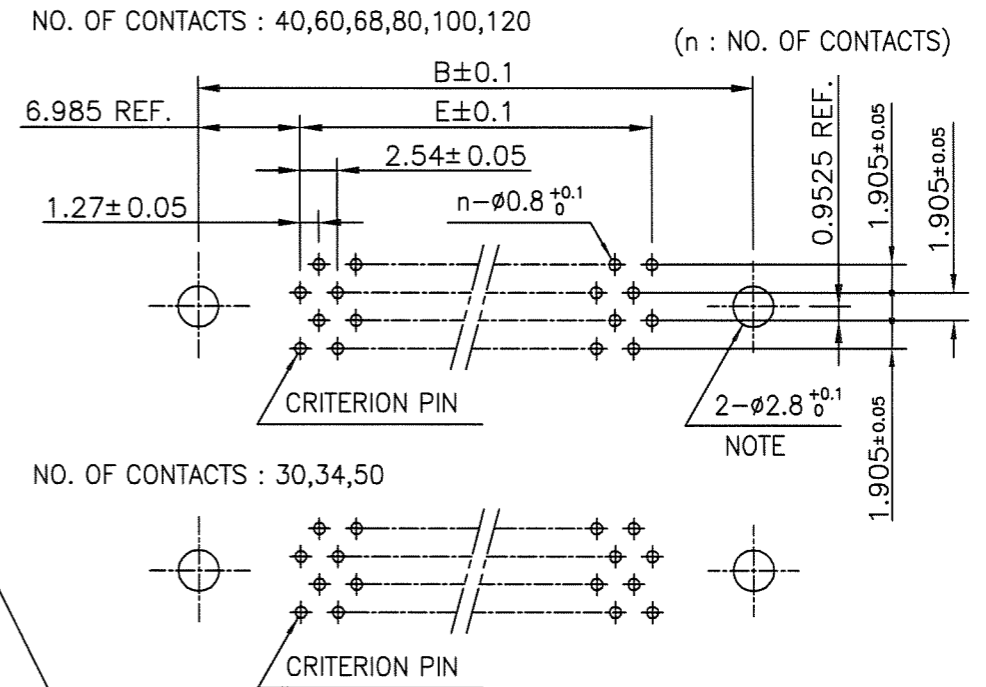 NO. OF CONTACTS : 40,60,68,80,100,120
(n : NO. OF CONTACTS)
B±0.1
6.985 REF.
E±0.1
2.54±0.05
1.27±0.05
n-ø0.8 +0.1 0
0.9525 REF.
1.905±0.05
1.905±0.05
CRITERION PIN
2-ø2.8 +0.1 0
NOTE
1.905±0.05
NO. OF CONTACTS : 30,34,50
CRITERION PIN